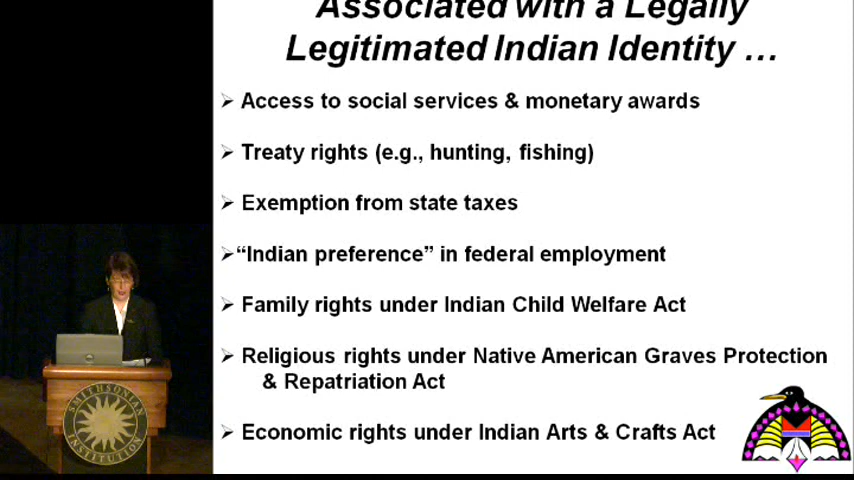 Associated with a Legally
Legitimated Indian Identity …
➢ Access to social services & monetary awards
➢ Treaty rights (e.g., hunting, fishing)
➢ Exemption from state taxes
➢“Indian preference” in federal employment
➢ Family rights under Indian Child Welfare Act
➢ Religious rights under Native American Graves Protection
& Repatriation Act
➢ Economic rights under Indian Arts & Crafts Act
SMITHSONIAN
INSTITUTION